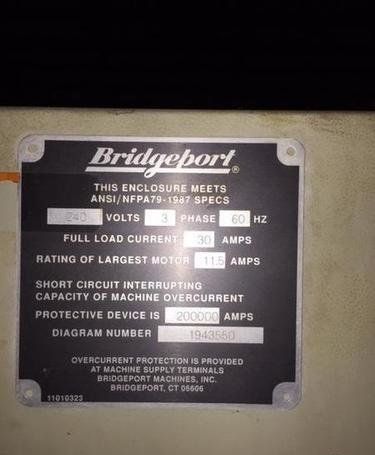 Bridgeport®
THIS ENCLOSURE MEETS
ANSI/NFPA79-1987 SPECS
240 VOLTS 3 PHASE 60 HZ
FULL LOAD CURRENT 30 AMPS
RATING OF LARGEST MOTOR 11.5 AMPS
SHORT CIRCUIT INTERRUPTING
CAPACITY OF MACHINE OVERCURRENT
PROTECTIVE DEVICE IS 200000 AMPS
DIAGRAM NUMBER 1943550
OVERCURRENT PROTECTION IS PROVIDED
AT MACHINE SUPPLY TERMINALS
BRIDGEPORT MACHINES, INC.
BRIDGEPORT, CT 06606
11010323